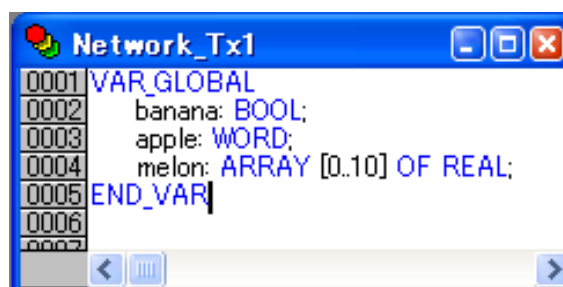 Network_Tx1
0001 VAR_GLOBAL
0002 banana: BOOL;
0003 apple: WORD;
0004 melon: ARRAY [0..10] OF REAL;
0005 END_VAR
0006
0007